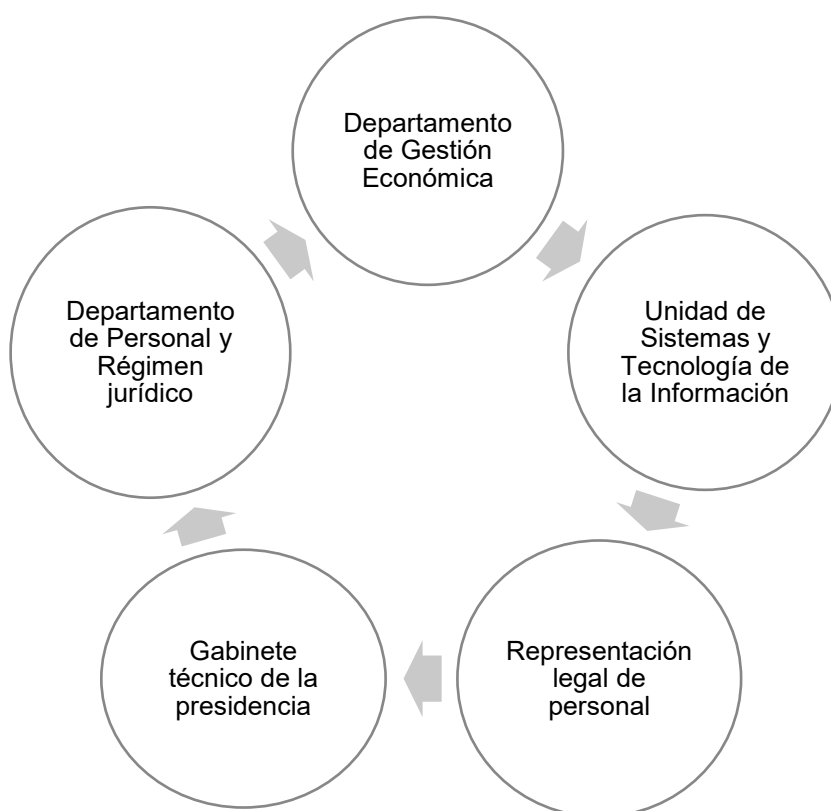 Departamento
de Gestión
Económica
Unidad de
Sistemas y
Tecnología de
la Información
Representación
legal de
personal
Gabinete
técnico de la
presidencia
Departamento
de Personal y
Régimen
jurídico